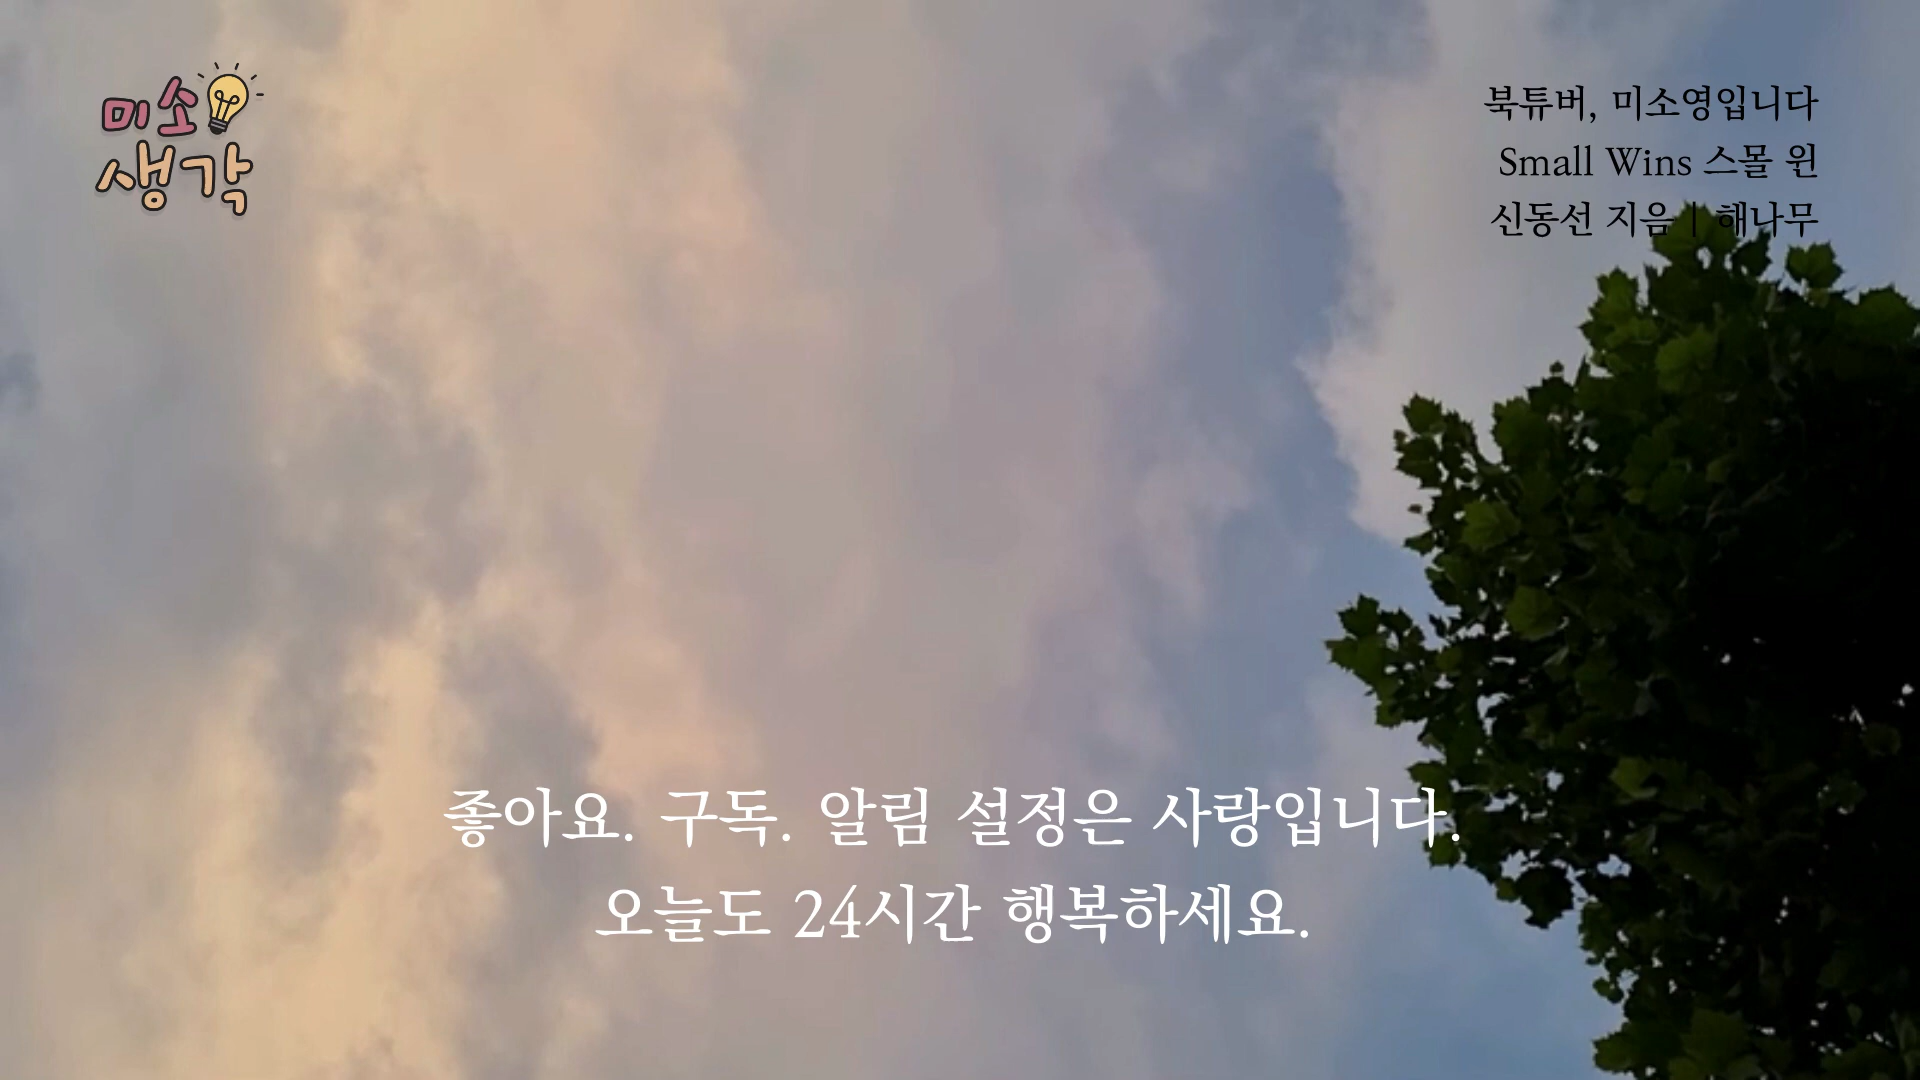 미소
생각
북튜버, 미소영입니다
Small Wins 스몰 윈
신동선 지음 | 해나무
좋아요. 구독. 알림 설정은 사랑입니다.
오늘도 24시간 행복하세요.